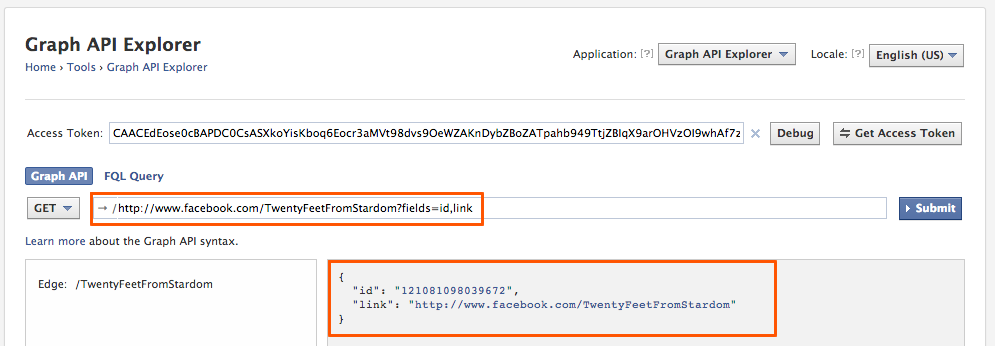 Graph API Explorer
Home › Tools › Graph API Explorer
Application: [?] Graph API Explorer
Locale: [?] English (US)
Access Token: CAACEdEose0cBAPDC0CsASXkoYisKboq6Eocr3aMVt98dvs9OeWZAKnDybZBoZATpahb949TtjZBIqX9arOHVzOI9whAf7z
Debug
Get Access Token
Graph API FQL Query
GET → /http://www.facebook.com/TwentyFeetFromStardom?fields=id,link Submit
Learn more about the Graph API syntax.
Edge: /TwentyFeetFromStardom
{
"id": "121081098039672",
"link": "http://www.facebook.com/TwentyFeetFromStardom"
}